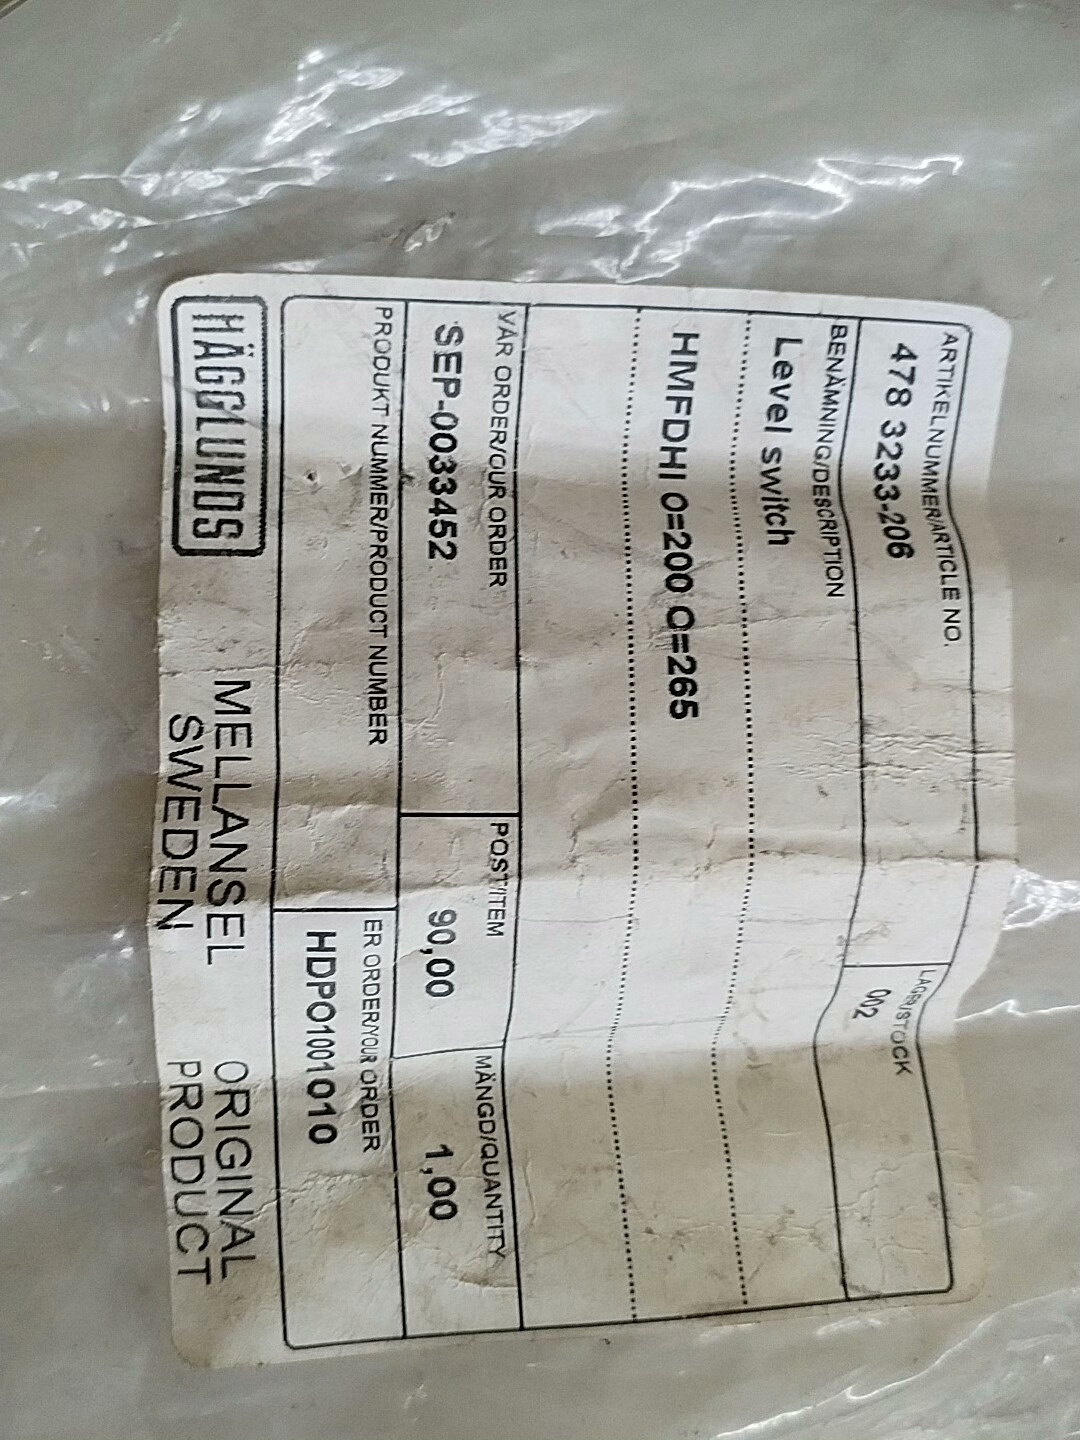 ARTIKELNUMMER/ARTICLE NO.
478 3233-206
LAGER/STOCK
002
BENÄMNING/DESCRIPTION
Level switch
HMFDHI O=200 O=265
VÅR ORDER/OUR ORDER
SEP-0033452
POST/ITEM
90,00
MÄNGD/QUANTITY
1,00
PRODUKT NUMMER/PRODUCT NUMBER
ER ORDER/YOUR ORDER
HDPO1001010
HÄGGLUNDS
MELLANSEL
SWEDEN
ORIGINAL
PRODUCT